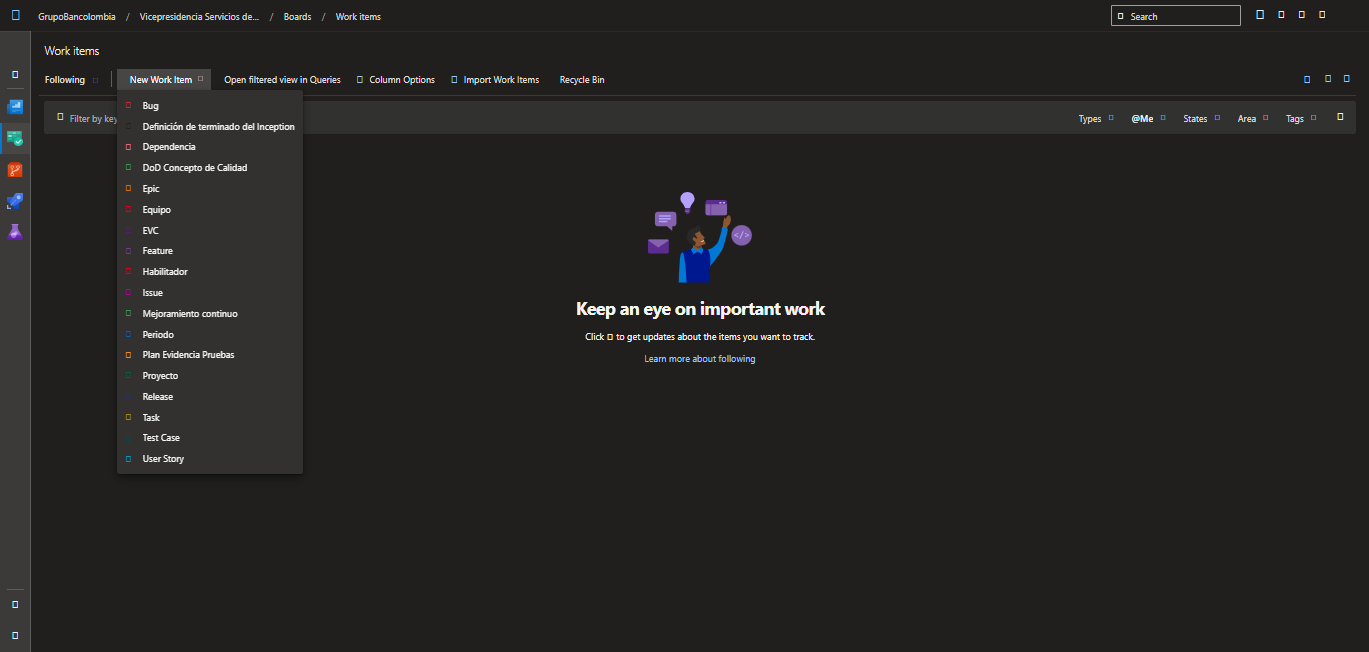 GrupoBancolombia / Vicepresidencia Servicios de... / Boards / Work items
Search
Work items
Following
New Work Item
Open filtered view in Queries
Column Options
Import Work Items
Recycle Bin
Filter by key
Types
@Me
States
Area
Tags
Bug
Definición de terminado del Inception
Dependencia
DoD Concepto de Calidad
Epic
Equipo
EVC
Feature
Habilitador
Issue
Mejoramiento continuo
Periodo
Plan Evidencia Pruebas
Proyecto
Release
Task
Test Case
User Story
</>
Keep an eye on important work
Click to get updates about the items you want to track.
Learn more about following